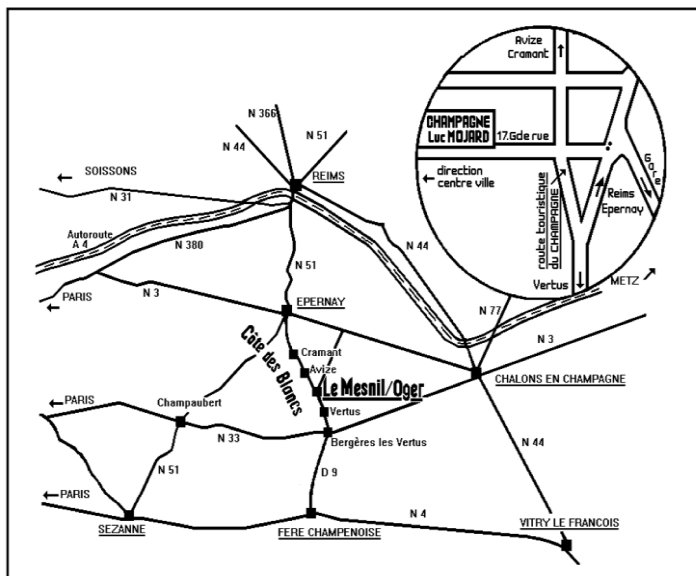 Avize
Cramant
CHAMPAGNE
Luc MOJARD
17.Gde rue
Gare
← direction
centre ville
route touristique
du CHAMPAGNE
Reims
Epernay
Vertus
METZ
N 366
N 44
N 51
← SOISSONS
REIMS
N 31
Autoroute
A 4
N 380
N 44
← PARIS
N 3
N 51
N 77
N 3
EPERNAY
Côte des Blancs
Cramant
Avize
Le Mesnil/Oger
CHALONS EN CHAMPAGNE
← PARIS
Champaubert
Vertus
N 33
Bergères les Vertus
N 44
N 51
D 9
← PARIS
N 4
SEZANNE
FERE CHAMPENOISE
VITRY LE FRANCOIS